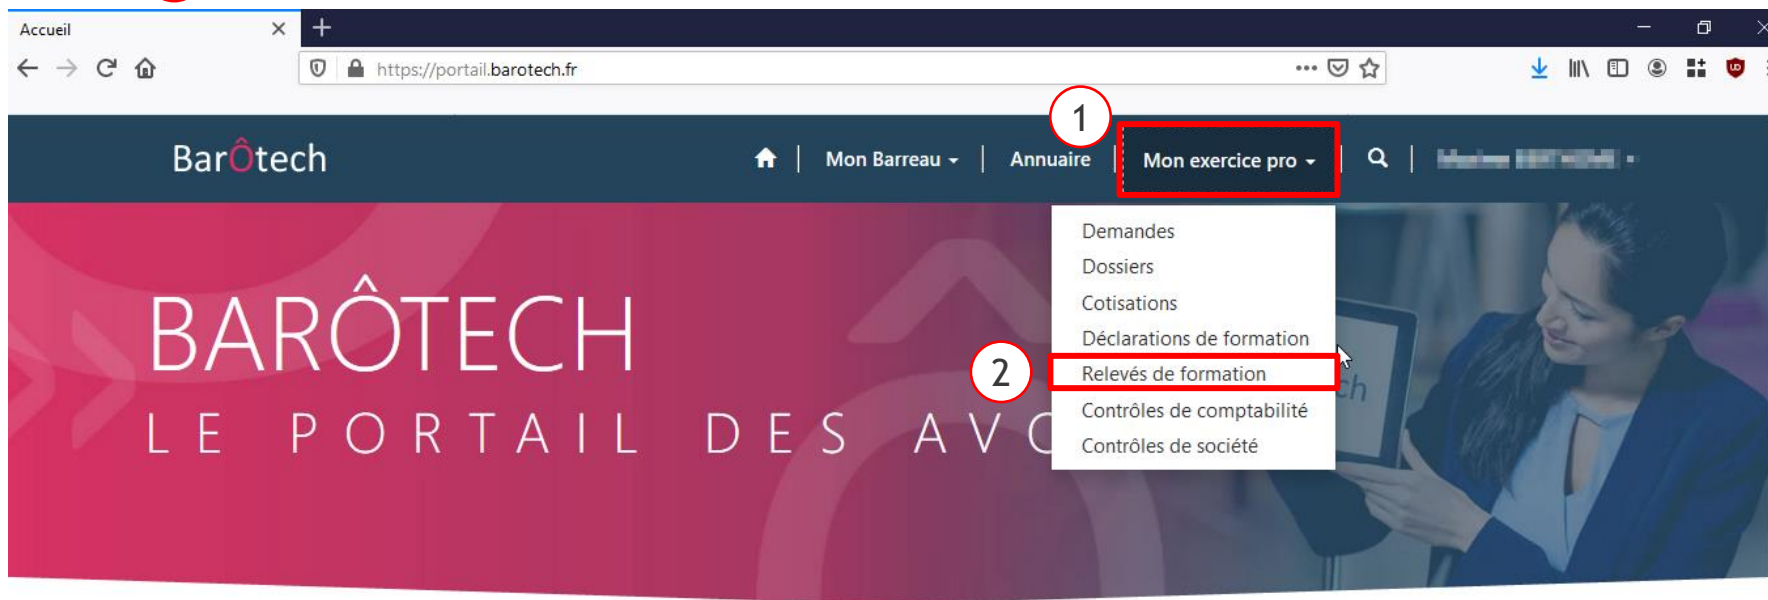 Accueil
https://portail.barotech.fr
1
BarÔtech
Mon Barreau
Annuaire
Mon exercice pro
Demandes
Dossiers
Cotisations
Déclarations de formation
2
Relevés de formation
Contrôles de comptabilité
Contrôles de société
BARÔTECH
LE PORTAIL DES
ch